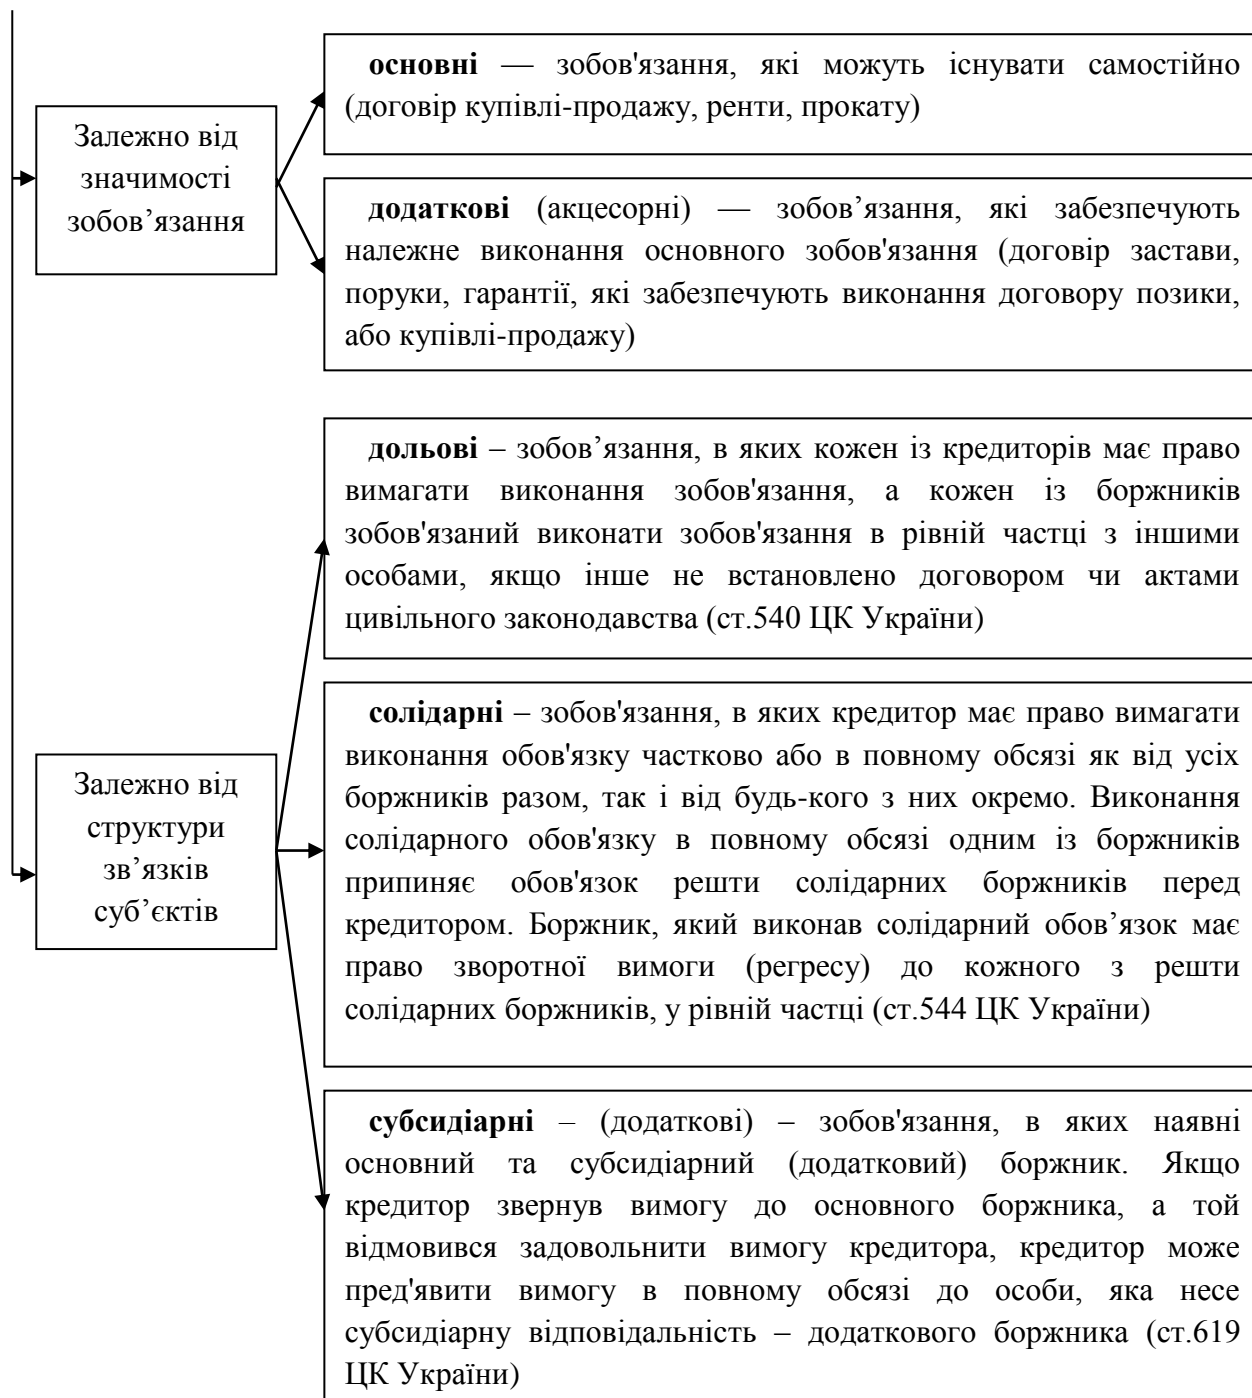 основні — зобов'язання, які можуть існувати самостійно
(договір купівлі-продажу, ренти, прокату)
Залежно від
значимості
зобов’язання
додаткові (акцесорні) — зобов’язання, які забезпечують
належне виконання основного зобов'язання (договір застави,
поруки, гарантії, які забезпечують виконання договору позики,
або купівлі-продажу)
дольові – зобов’язання, в яких кожен із кредиторів має право
вимагати виконання зобов'язання, а кожен із боржників
зобов'язаний виконати зобов'язання в рівній частці з іншими
особами, якщо інше не встановлено договором чи актами
цивільного законодавства (ст.540 ЦК України)
Залежно від
структури
зв’язків
суб’єктів
солідарні – зобов'язання, в яких кредитор має право вимагати
виконання обов'язку частково або в повному обсязі як від усіх
боржників разом, так і від будь-кого з них окремо. Виконання
солідарного обов'язку в повному обсязі одним із боржників
припиняє обов'язок решти солідарних боржників перед
кредитором. Боржник, який виконав солідарний обов’язок має
право зворотної вимоги (регресу) до кожного з решти
солідарних боржників, у рівній частці (ст.544 ЦК України)
субсидіарні – (додаткові) – зобов'язання, в яких наявні
основний та субсидіарний (додатковий) боржник. Якщо
кредитор звернув вимогу до основного боржника, а той
відмовився задовольнити вимогу кредитора, кредитор може
пред'явити вимогу в повному обсязі до особи, яка несе
субсидіарну відповідальність – додаткового боржника (ст.619
ЦК України)